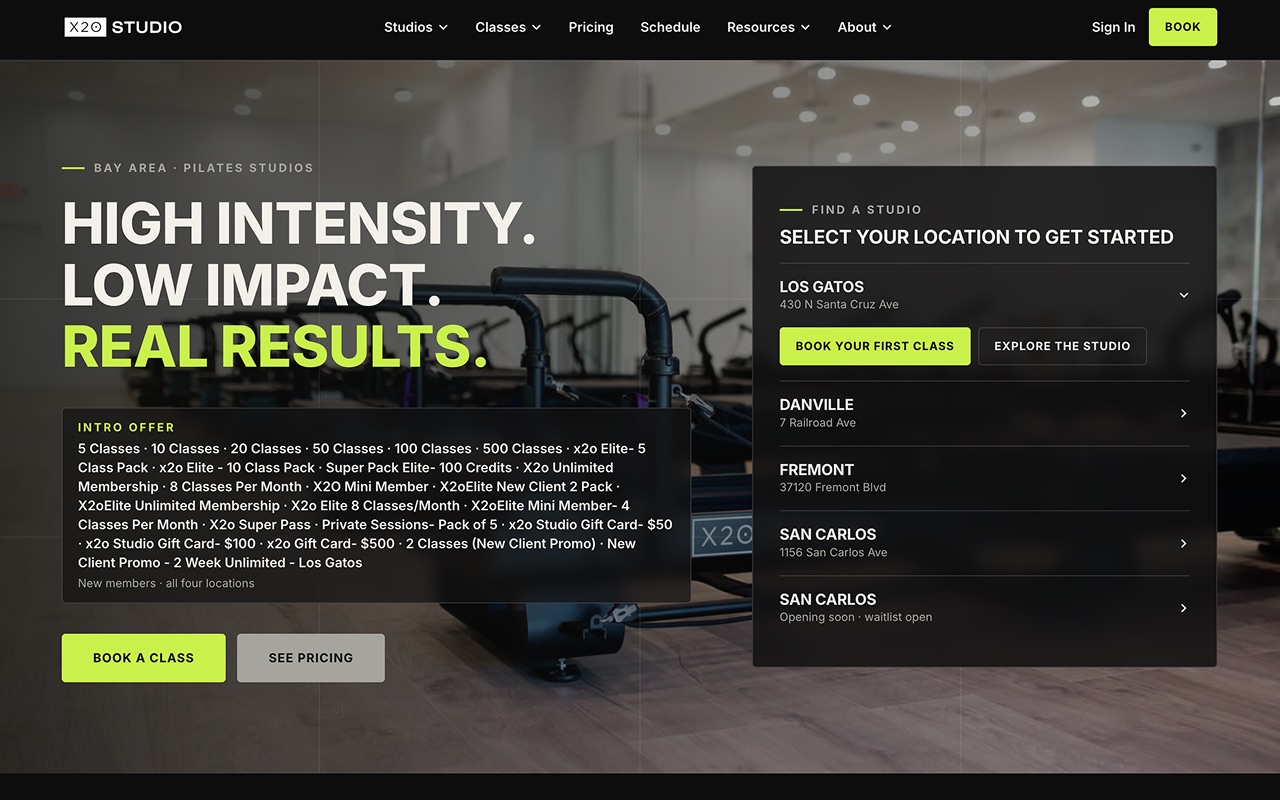 X2O STUDIO
Studios
Classes
Pricing
Schedule
Resources
About
Sign In
BOOK
BAY AREA · PILATES STUDIOS
HIGH INTENSITY.
LOW IMPACT.
REAL RESULTS.
INTRO OFFER
5 Classes · 10 Classes · 20 Classes · 50 Classes · 100 Classes · 500 Classes · x2o Elite- 5
Class Pack · x2o Elite - 10 Class Pack · Super Pack Elite- 100 Credits · X2o Unlimited
Membership · 8 Classes Per Month · X2O Mini Member · X2oElite New Client 2 Pack ·
X2oElite Unlimited Membership · X2o Elite 8 Classes/Month · X2oElite Mini Member- 4
Classes Per Month · X2o Super Pass · Private Sessions- Pack of 5 · x2o Studio Gift Card- $50
· x2o Studio Gift Card- $100 · x2o Gift Card- $500 · 2 Classes (New Client Promo) · New
Client Promo - 2 Week Unlimited - Los Gatos
New members · all four locations
BOOK A CLASS
SEE PRICING
X2O
FIND A STUDIO
SELECT YOUR LOCATION TO GET STARTED
LOS GATOS
430 N Santa Cruz Ave
BOOK YOUR FIRST CLASS
EXPLORE THE STUDIO
DANVILLE
7 Railroad Ave
FREMONT
37120 Fremont Blvd
SAN CARLOS
1156 San Carlos Ave
SAN CARLOS
Opening soon · waitlist open